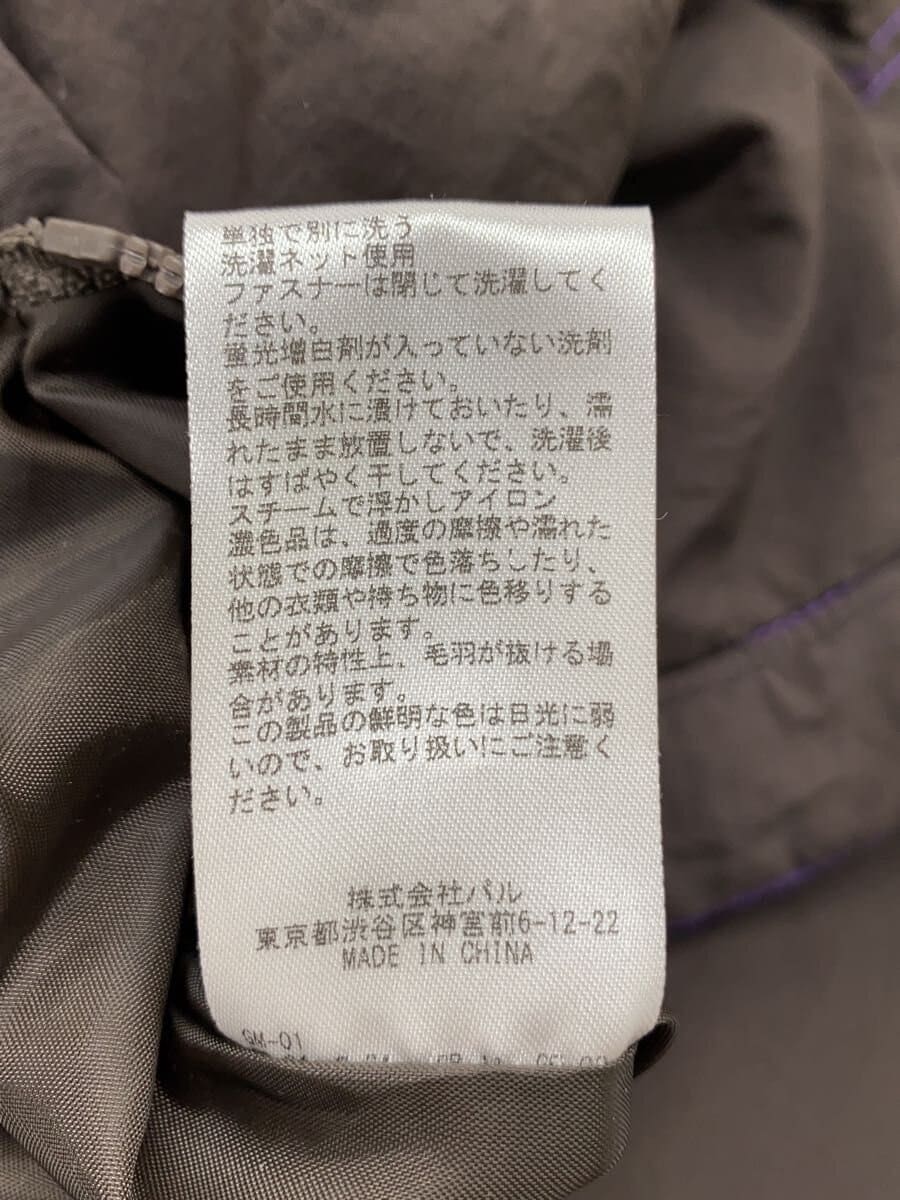 単独で別に洗う
洗濯ネット使用
ファスナーは閉じて洗濯してく
ださい。
蛍光増白剤が入っていない洗剤
をご使用ください。
長時間水に漬けておいたり、濡
れたまま放置しないで、洗濯後
はすばやく干してください。
スチームで浮かしアイロン
濃色品は、過度の摩擦や濡れた
状態での摩擦で色落ちしたり、
他の衣類や持ち物に色移りする
ことがあります。
素材の特性上、毛羽が抜ける場
合があります。
この製品の鮮明な色は日光に弱
いので、お取り扱いにご注意く
ださい。
株式会社パル
東京都渋谷区神宮前6-12-22
MADE IN CHINA
GM-01